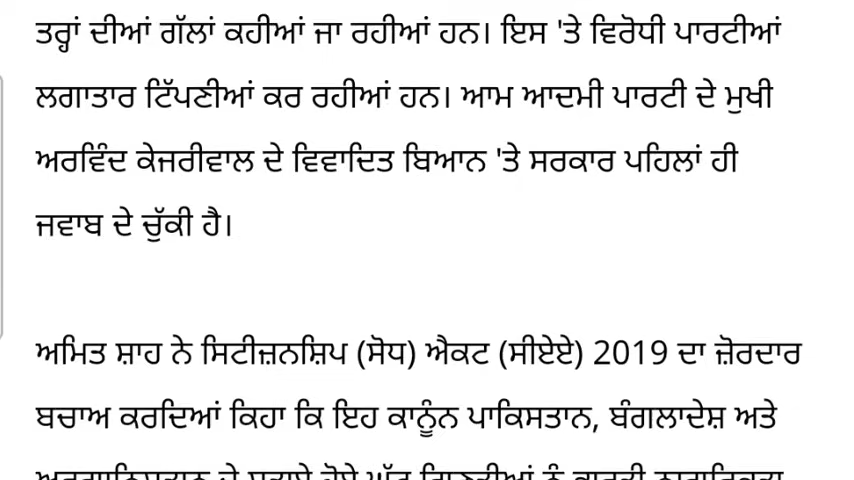 ਤਰ੍ਹਾਂ ਦੀਆਂ ਗੱਲਾਂ ਕਹੀਆਂ ਜਾ ਰਹੀਆਂ ਹਨ। ਇਸ 'ਤੇ ਵਿਰੋਧੀ ਪਾਰਟੀਆਂ
ਲਗਾਤਾਰ ਟਿੱਪਣੀਆਂ ਕਰ ਰਹੀਆਂ ਹਨ। ਆਮ ਆਦਮੀ ਪਾਰਟੀ ਦੇ ਮੁਖੀ
ਅਰਵਿੰਦ ਕੇਜਰੀਵਾਲ ਦੇ ਵਿਵਾਦਿਤ ਬਿਆਨ 'ਤੇ ਸਰਕਾਰ ਪਹਿਲਾਂ ਹੀ
ਜਵਾਬ ਦੇ ਚੁੱਕੀ ਹੈ।
ਅਮਿਤ ਸ਼ਾਹ ਨੇ ਸਿਟੀਜ਼ਨਸ਼ਿਪ (ਸੋਧ) ਐਕਟ (ਸੀਏਏ) 2019 ਦਾ ਜ਼ੋਰਦਾਰ
ਬਚਾਅ ਕਰਦਿਆਂ ਕਿਹਾ ਕਿ ਇਹ ਕਾਨੂੰਨ ਪਾਕਿਸਤਾਨ, ਬੰਗਲਾਦੇਸ਼ ਅਤੇ